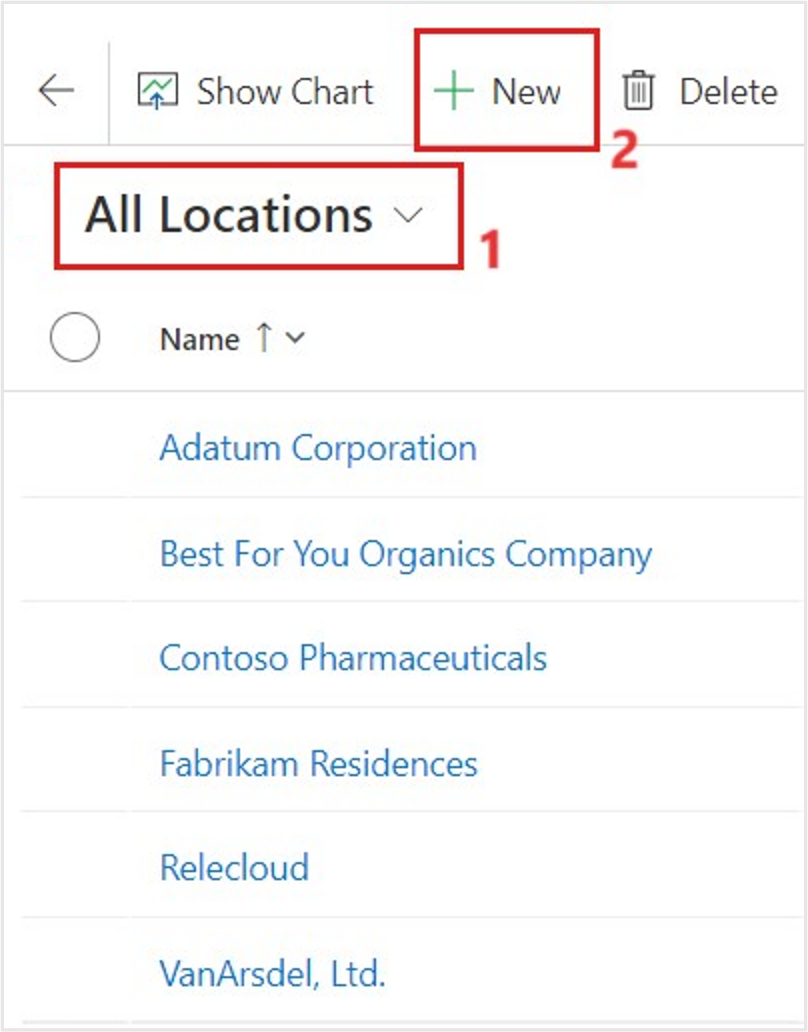 Show Chart New Delete
2
All Locations
1
Name
Adatum Corporation
Best For You Organics Company
Contoso Pharmaceuticals
Fabrikam Residences
Relecloud
VanArsdel, Ltd.